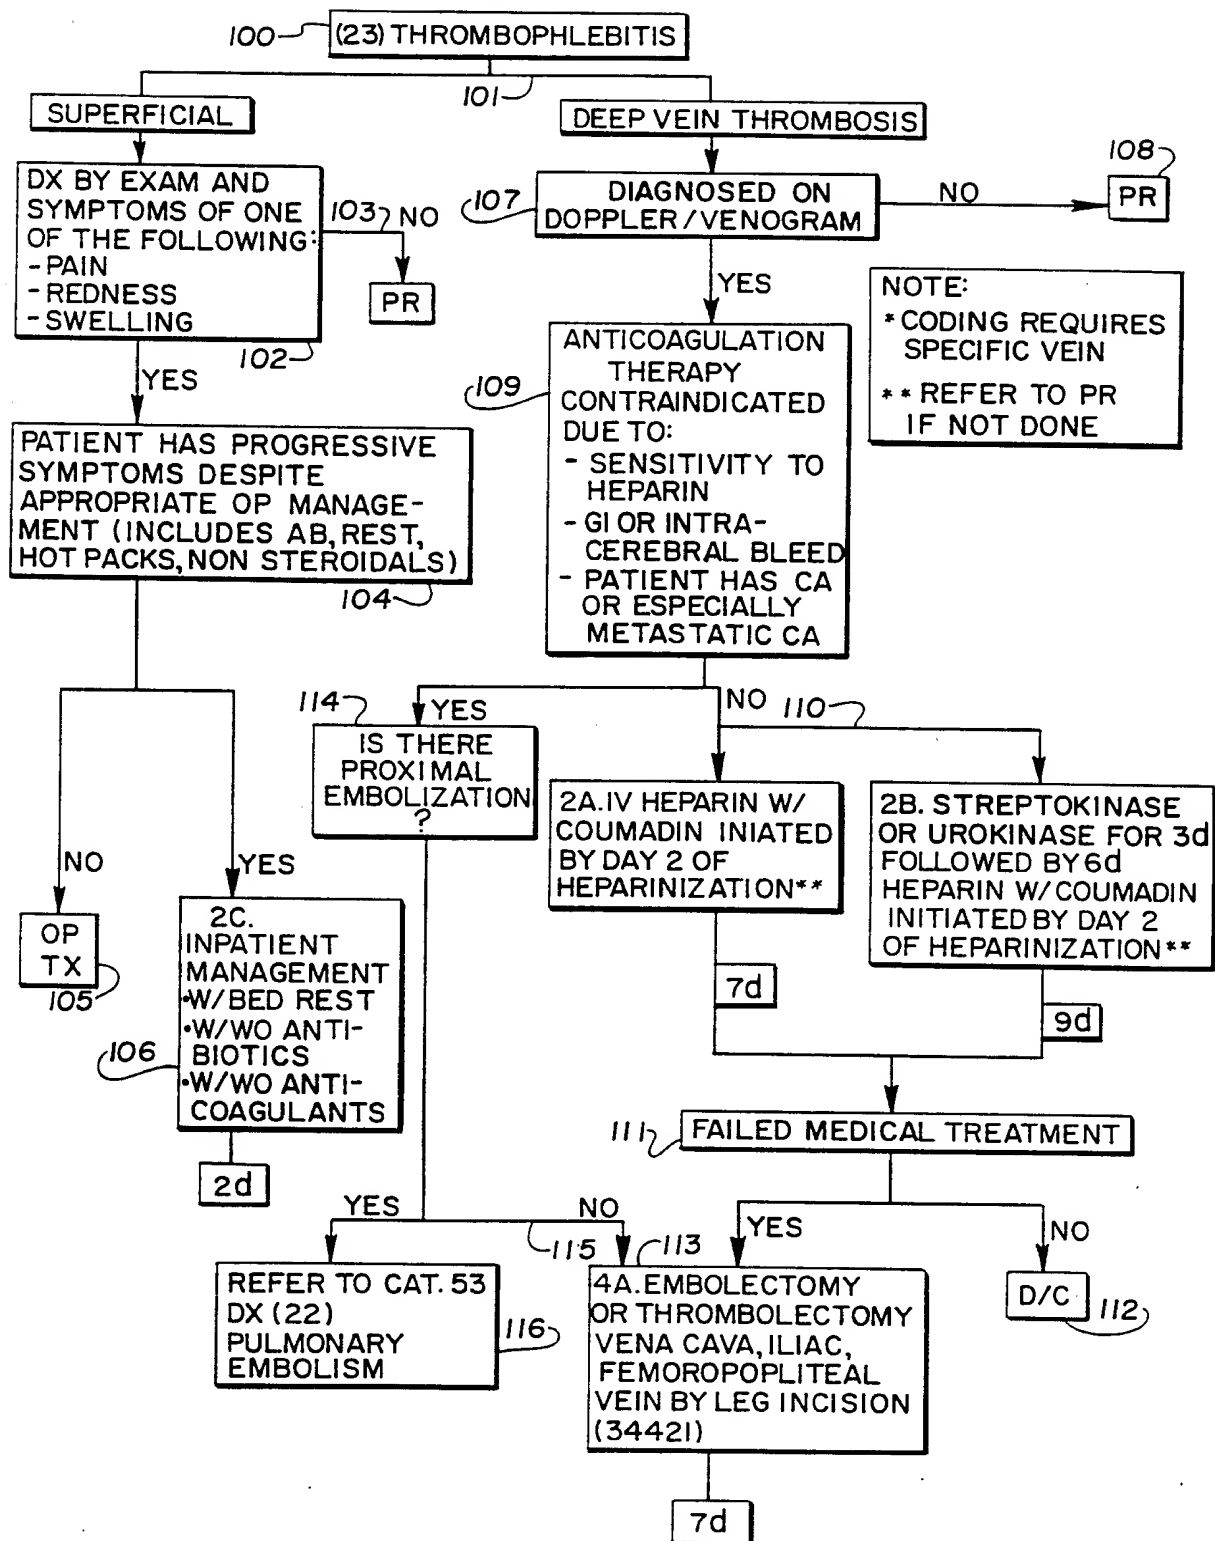 100
(23) THROMBOPHLEBITIS
101
SUPERFICIAL
DEEP VEIN THROMBOSIS
DX BY EXAM AND
SYMPTOMS OF ONE
OF THE FOLLOWING:
-PAIN
-REDNESS
-SWELLING
102
103
NO
PR
107
DIAGNOSED ON
DOPPLER/VENOGRAM
NO
108
PR
YES
YES
NOTE:
* CODING REQUIRES
SPECIFIC VEIN
** REFER TO PR
IF NOT DONE
PATIENT HAS PROGRESSIVE
SYMPTOMS DESPITE
APPROPRIATE OP MANAGE-
MENT (INCLUDES AB, REST,
HOT PACKS, NON STEROIDALS)
104
109
ANTICOAGULATION
THERAPY
CONTRAINDICATED
DUE TO:
- SENSITIVITY TO
HEPARIN
- GI OR INTRA-
CEREBRAL BLEED
- PATIENT HAS CA
OR ESPECIALLY
METASTATIC CA
114
YES
NO
110
IS THERE
PROXIMAL
EMBOLIZATION
?
2A. IV HEPARIN W/
COUMADIN INIATED
BY DAY 2 OF
HEPARINIZATION**
2B. STREPTOKINASE
OR UROKINASE FOR 3d
FOLLOWED BY 6d
HEPARIN W/COUMADIN
INITIATED BY DAY 2
OF HEPARINIZATION**
NO
YES
OP
TX
105
2C.
INPATIENT
MANAGEMENT
•W/BED REST
•W/WO ANTI-
BIOTICS
•W/WO ANTI-
COAGULANTS
106
2d
7d
9d
111
FAILED MEDICAL TREATMENT
YES
NO
115
113
YES
NO
REFER TO CAT. 53
DX (22)
PULMONARY
EMBOLISM
116
4A. EMBOLECTOMY
OR THROMBOLECTOMY
VENA CAVA, ILIAC,
FEMOROPOPLITEAL
VEIN BY LEG INCISION
(34421)
D/C
112
7d